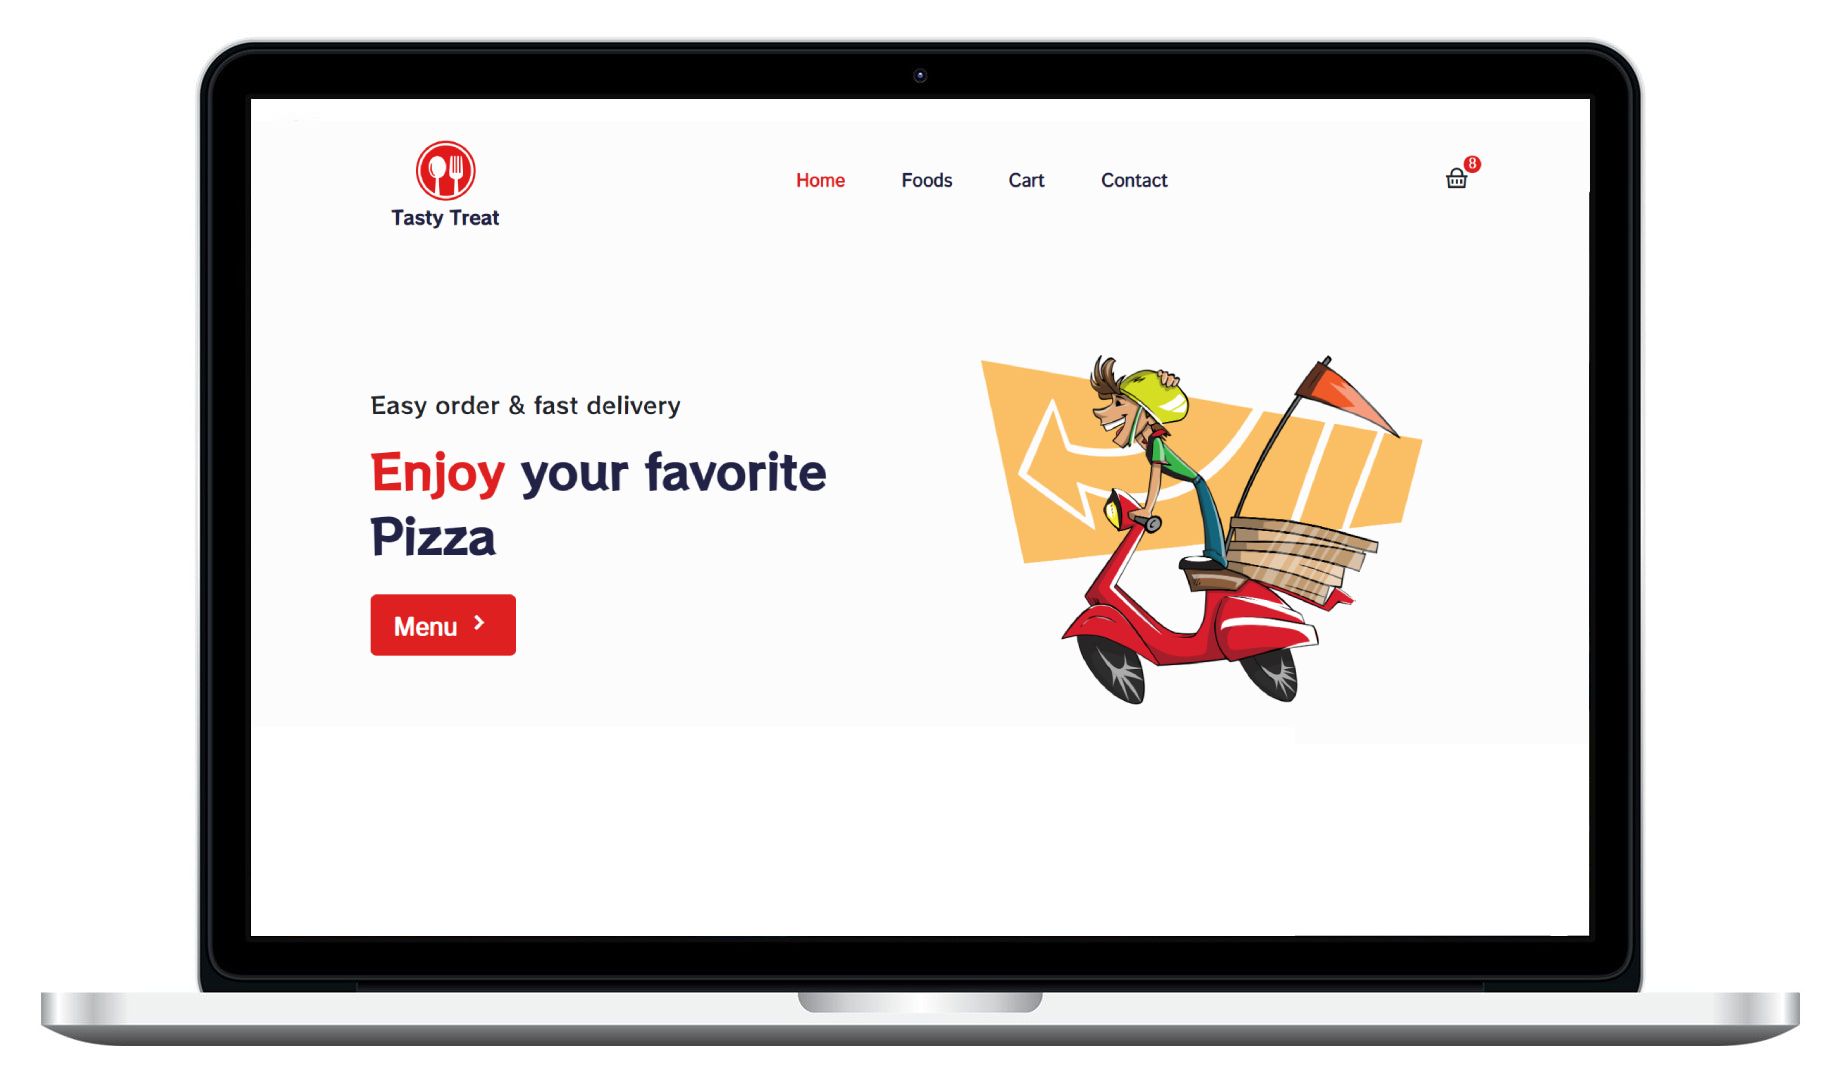 Tasty Treat
Home Foods Cart Contact
8
Easy order & fast delivery
Enjoy your favorite
Pizza
Menu